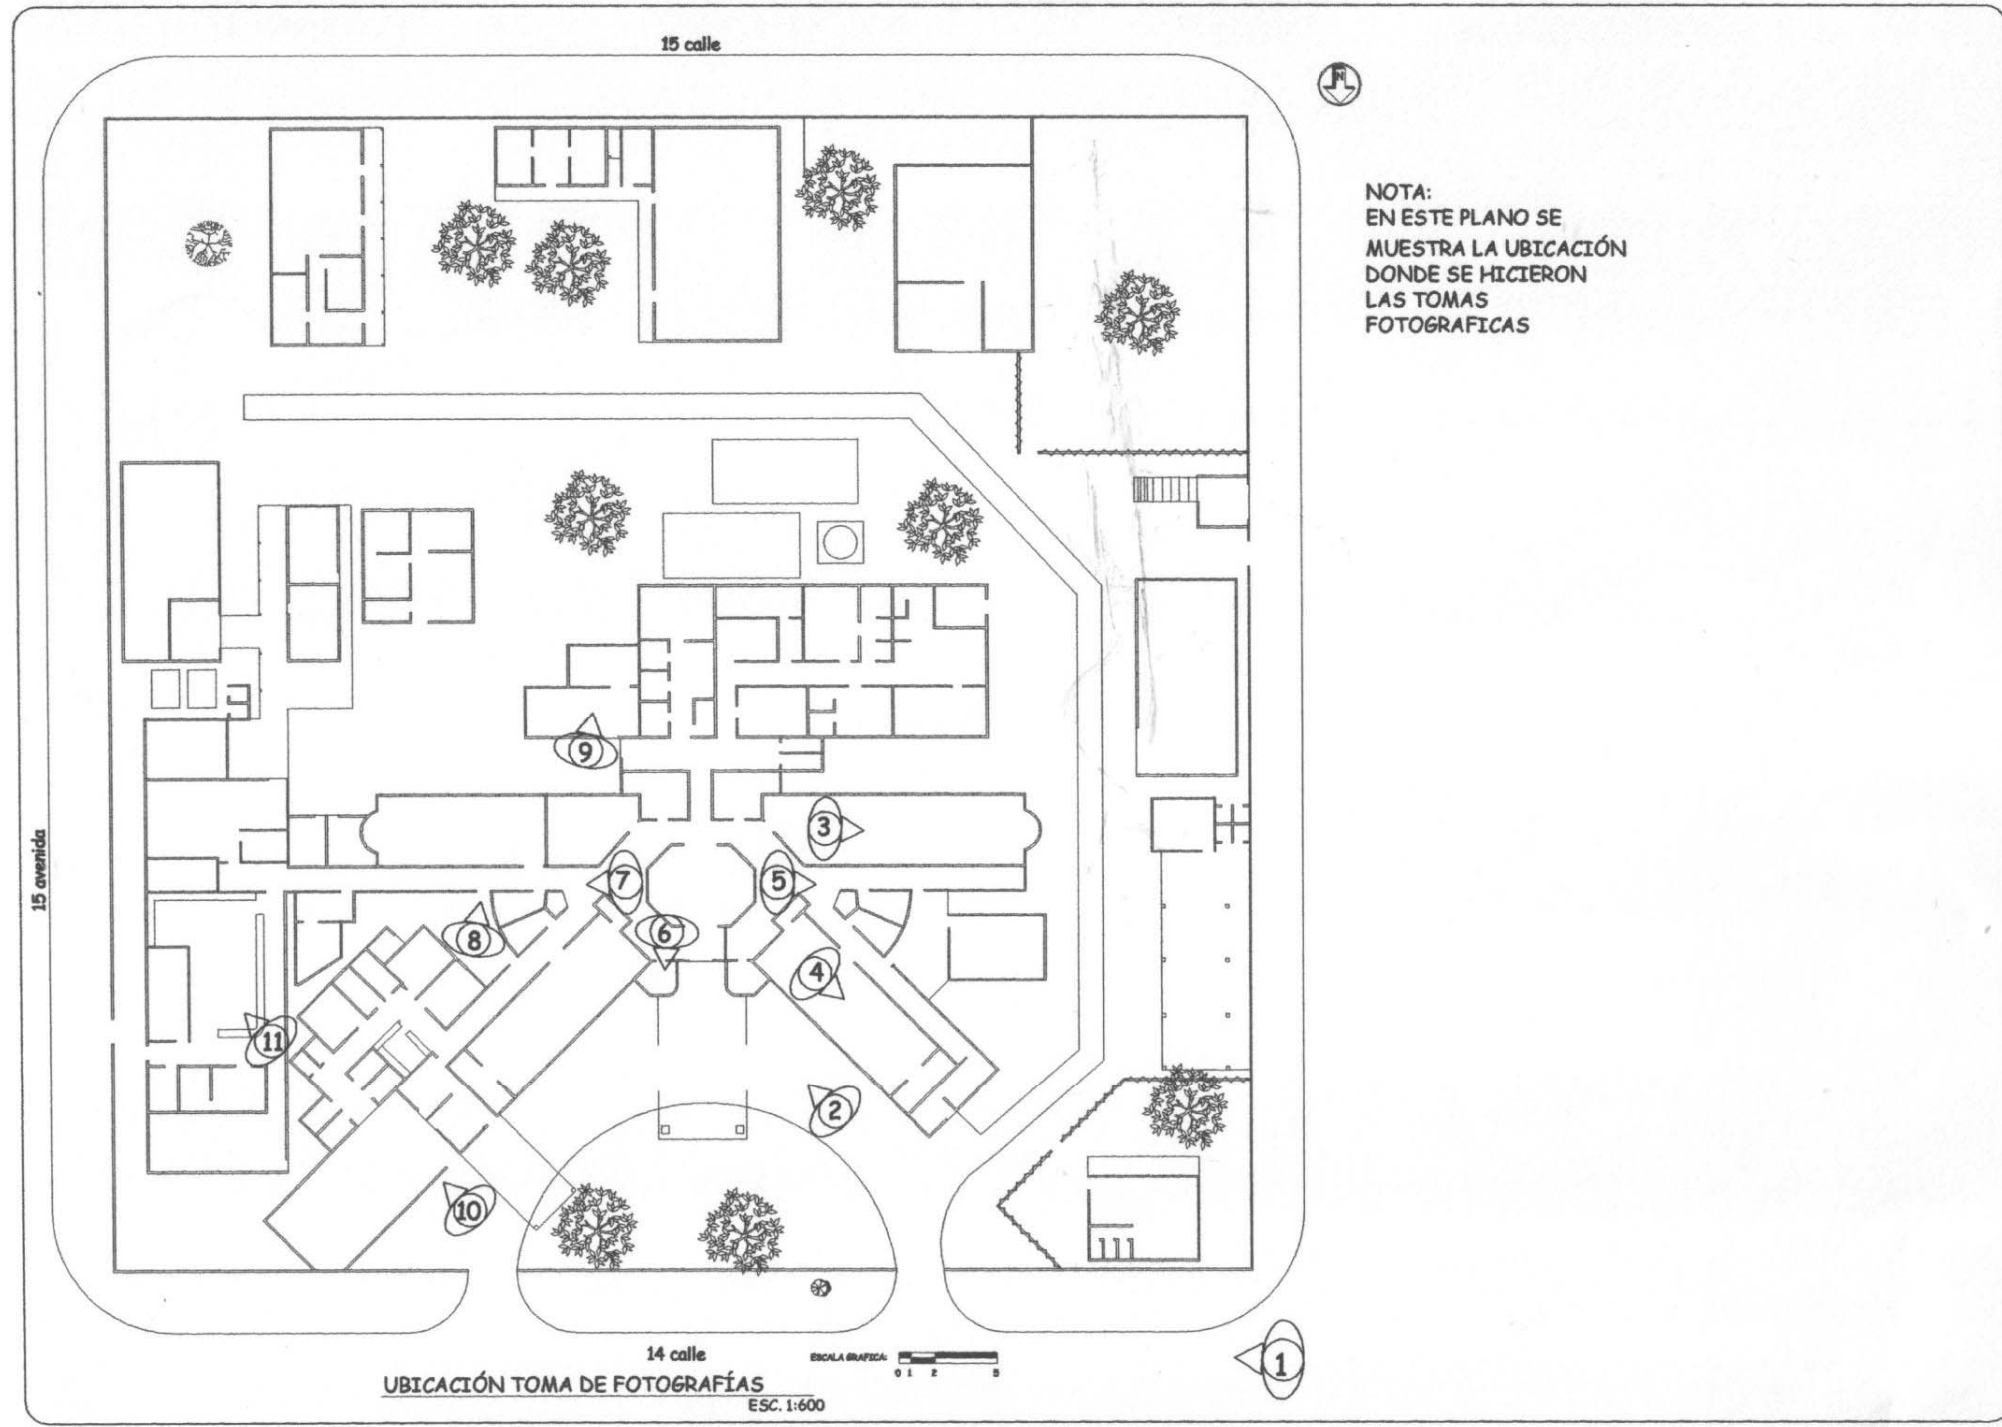 15 calle
N
NOTA:
EN ESTE PLANO SE
MUESTRA LA UBICACIÓN
DONDE SE HICIERON
LAS TOMAS
FOTOGRAFICAS
15 avenida
9
3
7
5
6
8
4
11
2
10
1
14 calle
ESCALA GRAFICA:
0 1 2 5
UBICACIÓN TOMA DE FOTOGRAFÍAS
ESC. 1:600